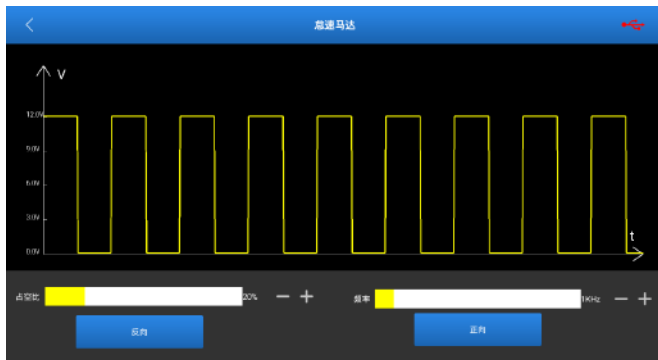 怠速马达
V
12.0V
9.0V
6.0V
3.0V
0.0V
t
占空比 20% — +
频率 1KHz — +
反向 正向